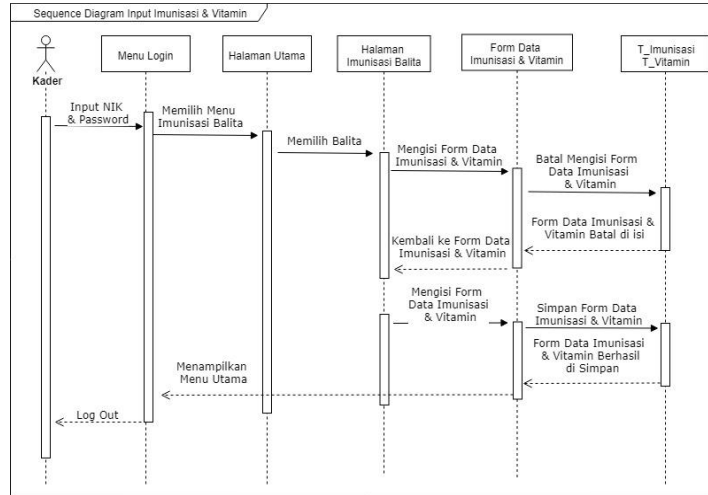 Sequence Diagram Input Imunisasi & Vitamin
Kader
Menu Login
Halaman Utama
Halaman
Imunisasi Balita
Form Data
Imunisasi & Vitamin
T_Imunisasi
T_Vitamin
Input NIK
& Password
Memilih Menu
Imunisasi Balita
Memilih Balita
Mengisi Form Data
Imunisasi & Vitamin
Batal Mengisi Form
Data Imunisasi
& Vitamin
Form Data Imunisasi &
Vitamin Batal di isi
Kembali ke Form Data
Imunisasi & Vitamin
Mengisi Form
Data Imunisasi
& Vitamin
Simpan Form Data
Imunisasi & Vitamin
Form Data Imunisasi
& Vitamin Berhasil
di Simpan
Menampilkan
Menu Utama
Log Out